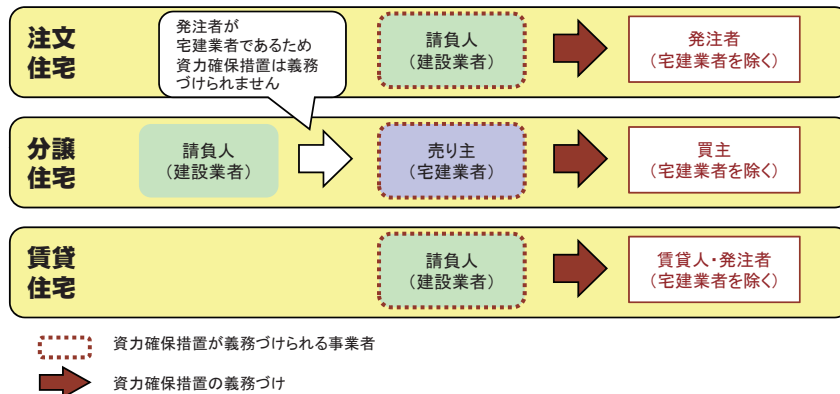 注文
住宅
発注者が
宅建業者であるため
資力確保措置は義務
づけられません
請負人
(建設業者)
発注者
(宅建業者を除く)
分譲
住宅
請負人
(建設業者)
売り主
(宅建業者)
買主
(宅建業者を除く)
賃貸
住宅
請負人
(建設業者)
賃貸人・発注者
(宅建業者を除く)
資力確保措置が義務づけられる事業者
資力確保措置の義務づけ